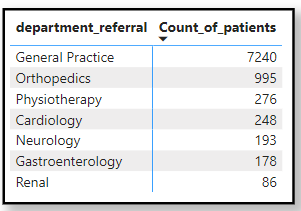 department_referral Count_of_patients
General Practice 7240
Orthopedics 995
Physiotherapy 276
Cardiology 248
Neurology 193
Gastroenterology 178
Renal 86